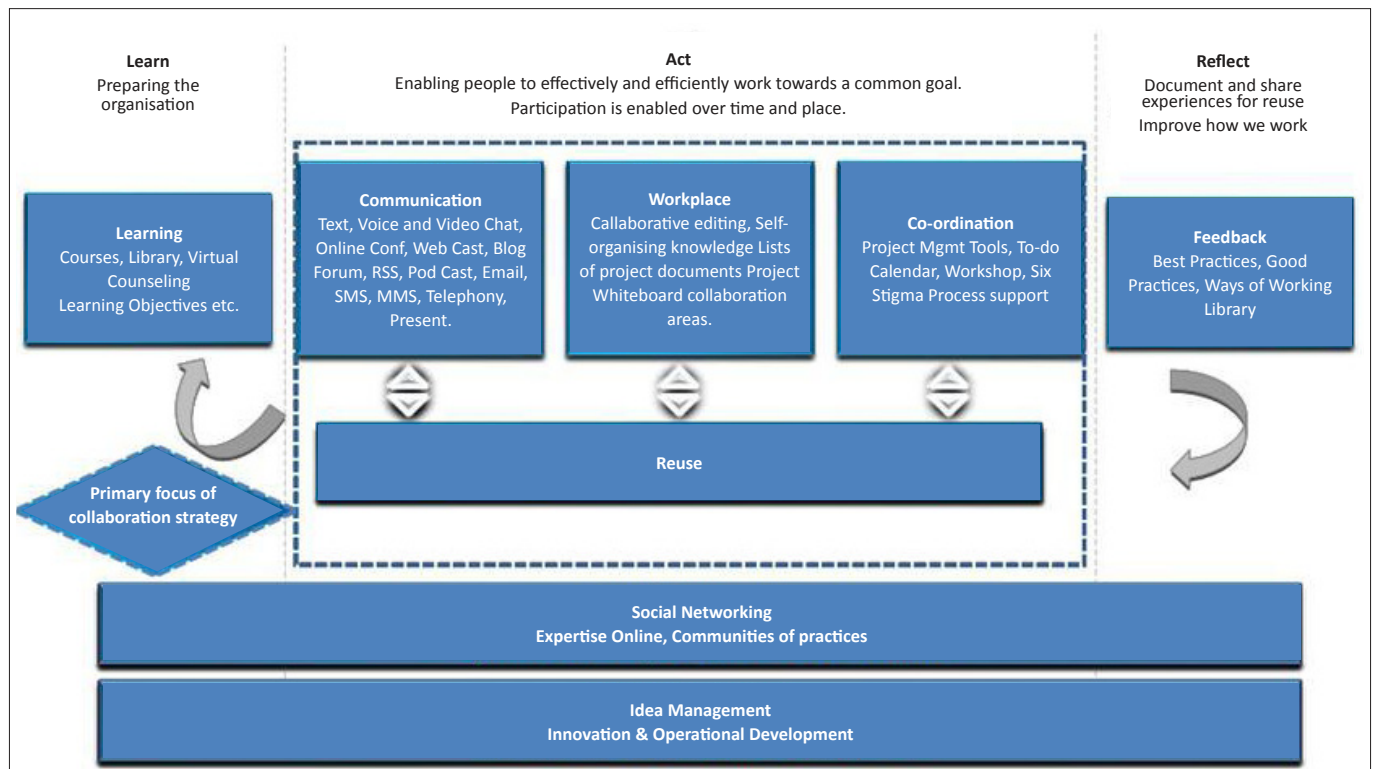 Learn
Preparing the
organisation
Act
Enabling people to effectively and efficiently work towards a common goal.
Participation is enabled over time and place.
Reflect
Document and share
experiences for reuse
Improve how we work
Learning
Courses, Library, Virtual
Counseling
Learning Objectives etc.
Communication
Text, Voice and Video Chat,
Online Conf, Web Cast, Blog
Forum, RSS, Pod Cast, Email,
SMS, MMS, Telephony,
Present.
Workplace
Callaborative editing, Self-
organising knowledge Lists
of project documents Project
Whiteboard collaboration
areas.
Co-ordination
Project Mgmt Tools, To-do
Calendar, Workshop, Six
Stigma Process support
Feedback
Best Practices, Good
Practices, Ways of Working
Library
Reuse
Primary focus of
collaboration strategy
Social Networking
Expertise Online, Communities of practices
Idea Management
Innovation & Operational Development